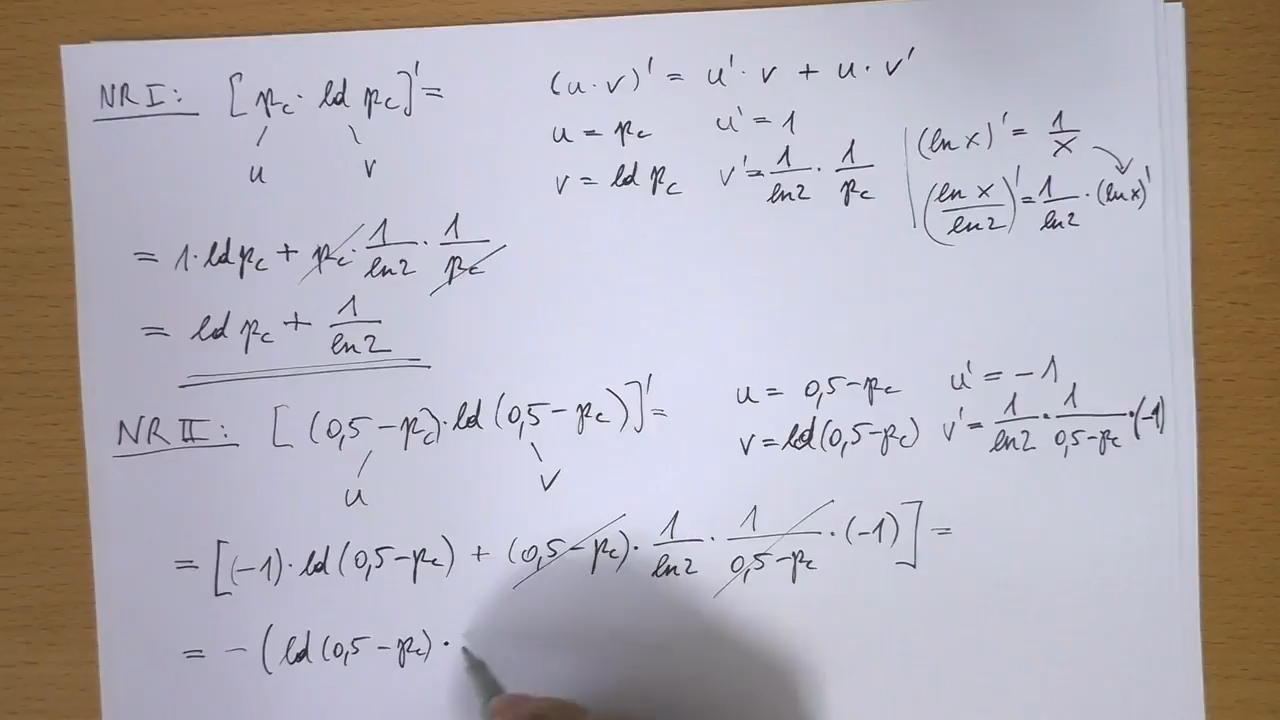 NR I: [p_c · ld p_c]' =
u v
(u · v)' = u' · v + u · v'
u = p_c u' = 1
v = ld p_c v' = 1/ln2 · 1/p_c
(ln x)' = 1/x
(ln x/ln2)' = 1/ln2 · (ln x)'
= 1 · ld p_c + p_c · 1/ln2 · 1/p_c
= ld p_c + 1/ln2
NR II: [(0,5 - p_c) · ld (0,5 - p_c)]' =
u v
u = 0,5 - p_c u' = -1
v = ld (0,5 - p_c) v' = 1/ln2 · 1/0,5 - p_c · (-1)
= [(-1) · ld (0,5 - p_c) + (0,5 - p_c) · 1/ln2 · 1/0,5 - p_c · (-1)] =
= - (ld (0,5 - p_c) ·